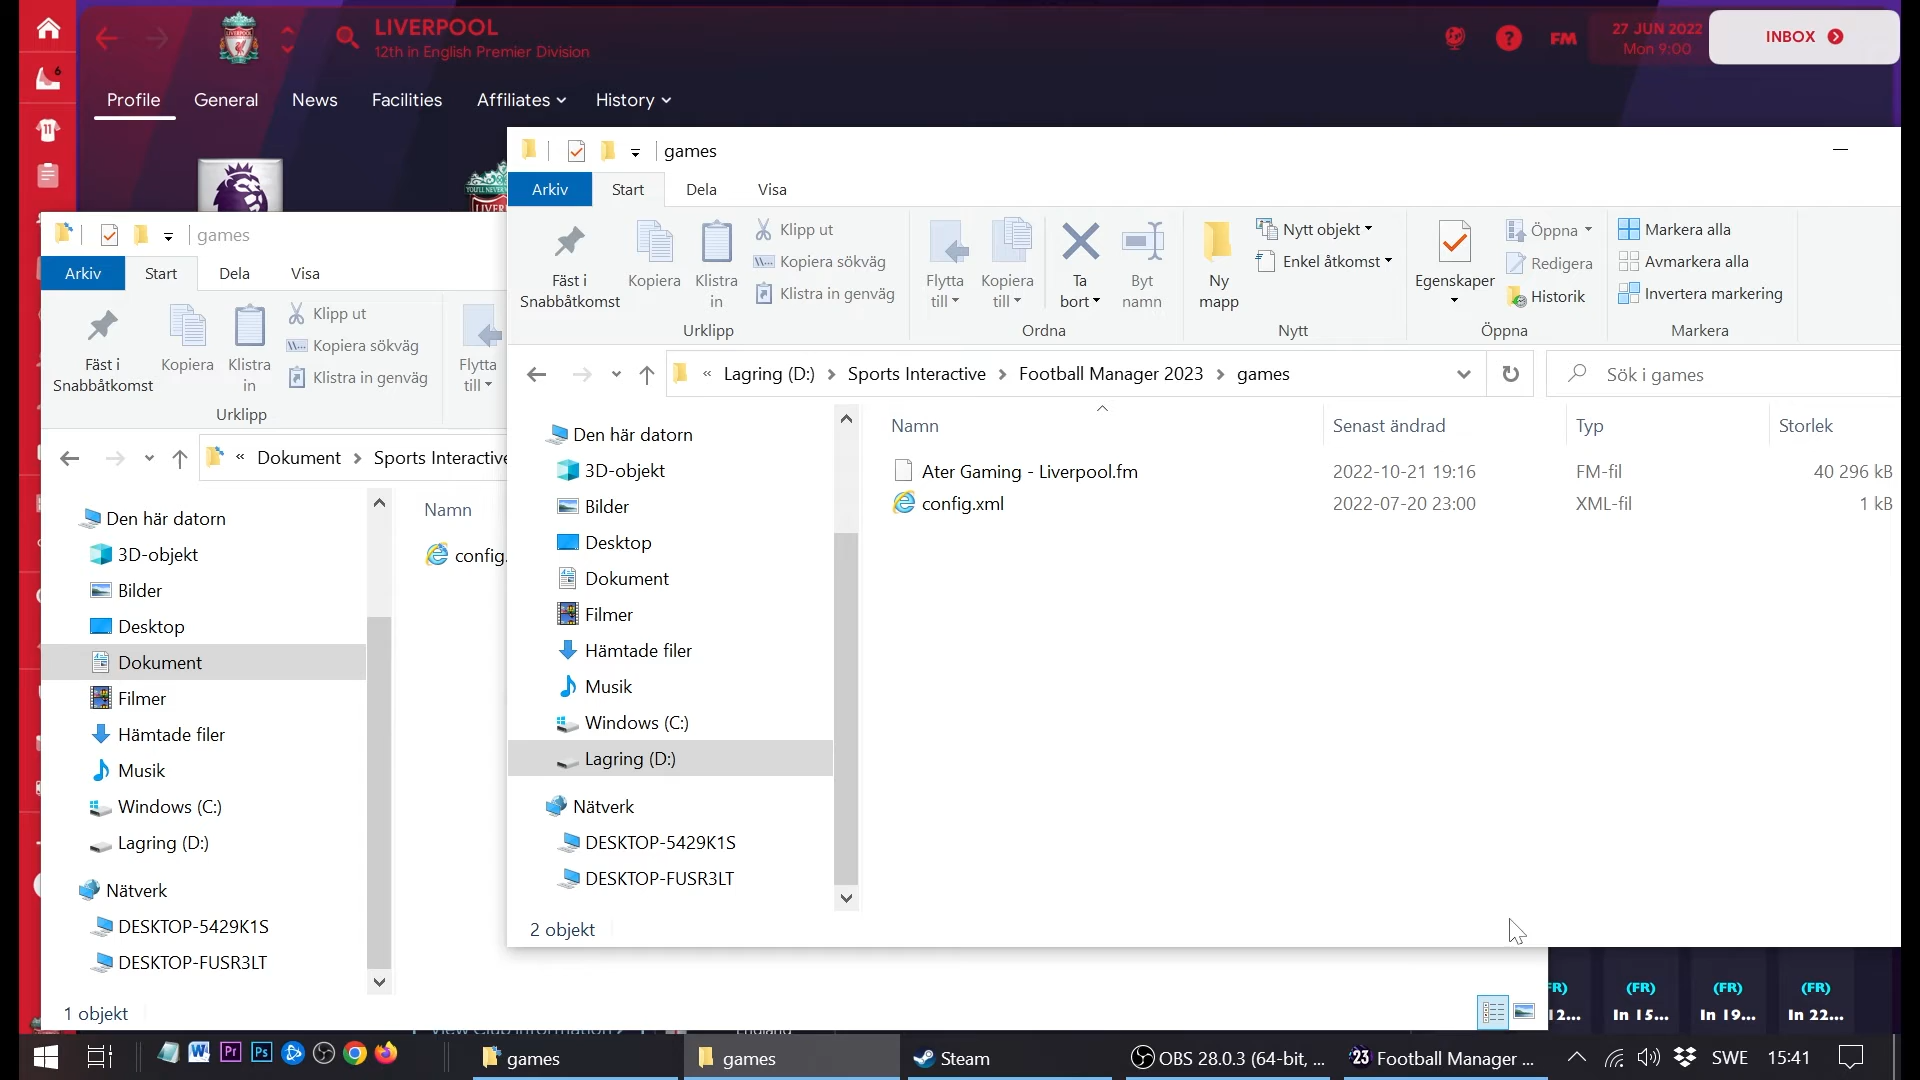 LIVERPOOL
12th in English Premier Division
FM
27 JUN 2022
Mon 9:00
INBOX
6
11
Profile
General
News
Facilities
Affiliates
History
games
Arkiv
Start
Dela
Visa
Fäst i
Snabbåtkomst
Kopiera
Klistra
in
Klipp ut
Kopiera sökväg
Klistra in genväg
Urklipp
Flytta
till
Kopiera
till
Ta
bort
Byt
namn
Ordna
Ny
mapp
Nytt objekt
Enkel åtkomst
Nytt
Egenskaper
Öppna
Redigera
Historik
Öppna
Markera alla
Avmarkera alla
Invertera markering
Markera
« Lagring (D:) › Sports Interactive › Football Manager 2023 › games
Sök i games
Den här datorn
3D-objekt
Bilder
Desktop
Dokument
Filmer
Hämtade filer
Musik
Windows (C:)
Lagring (D:)
Nätverk
DESKTOP-5429K1S
DESKTOP-FUSR3LT
Namn
Senast ändrad
Typ
Storlek
Ater Gaming - Liverpool.fm
2022-10-21 19:16
FM-fil
40 296 kB
config.xml
2022-07-20 23:00
XML-fil
1 kB
2 objekt
games
Arkiv
Start
Dela
Visa
Fäst i
Snabbåtkomst
Kopiera
Klistra
in
Klipp ut
Kopiera sökväg
Klistra in genväg
Urklipp
Flytta
till
« Dokument › Sports Interactive
Den här datorn
3D-objekt
Bilder
Desktop
Dokument
Filmer
Hämtade filer
Musik
Windows (C:)
Lagring (D:)
Nätverk
DESKTOP-5429K1S
DESKTOP-FUSR3LT
Namn
config.
1 objekt
(FR)
In 15...
(FR)
In 19...
(FR)
In 22...
games
games
Steam
OBS 28.0.3 (64-bit, ...
23 Football Manager ...
SWE
15:41